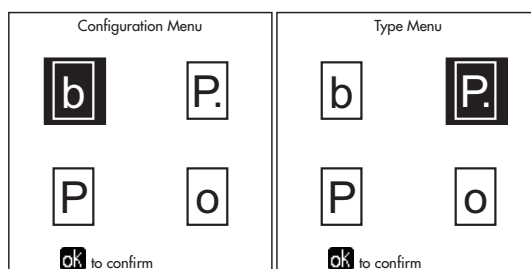 Configuration Menu
b P.
P o
ok to confirm
Type Menu
b P.
P o
ok to confirm